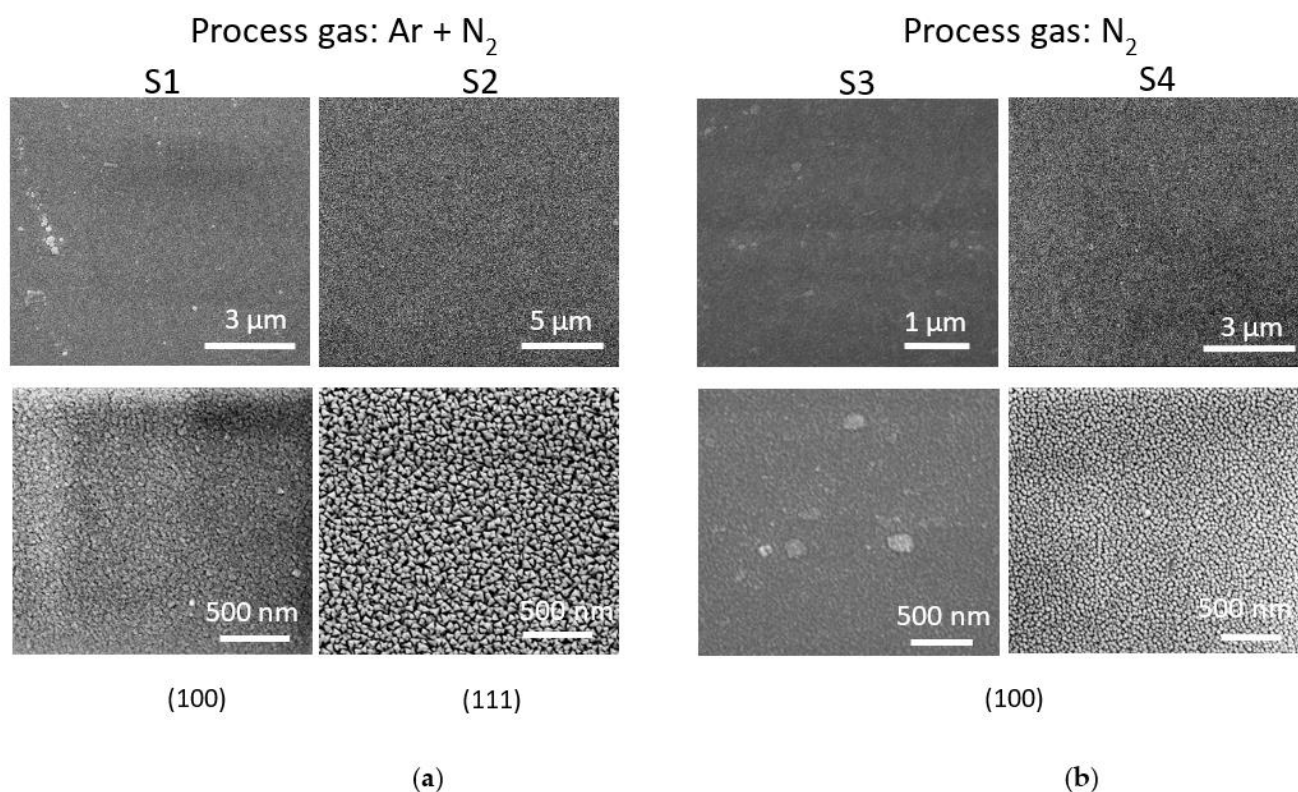 Process gas: Ar + N₂
S1 S2
3 μm 5 μm
500 nm 500 nm
(100) (111)
(a)
Process gas: N₂
S3 S4
1 μm 3 μm
500 nm 500 nm
(100)
(b)